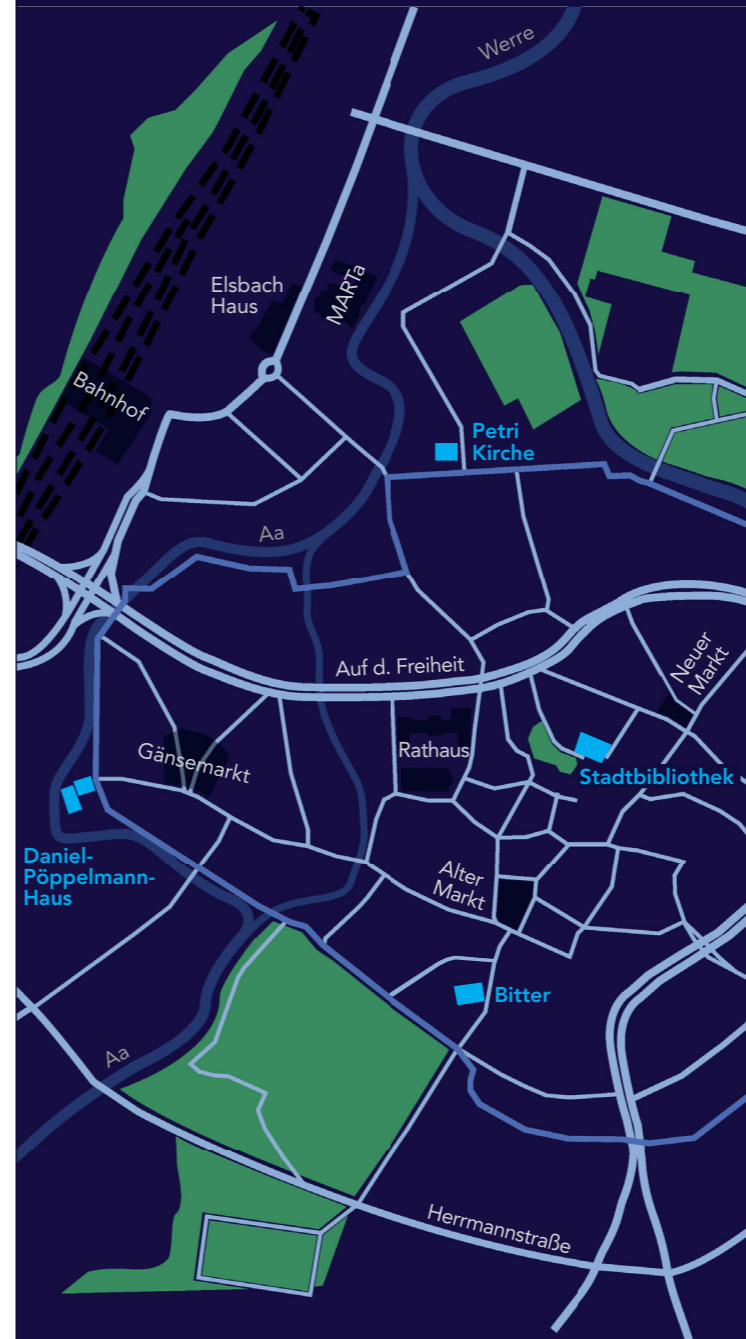 Werre
Elsbach
Haus
MARTa
Bahnhof
Petri
Kirche
Aa
Auf d. Freiheit
Neuer
Markt
Rathaus
Gänsemarkt
Stadtbibliothek
Daniel-
Pöppelmann-
Haus
Alter
Markt
Bitter
Aa
Herrmannstraße